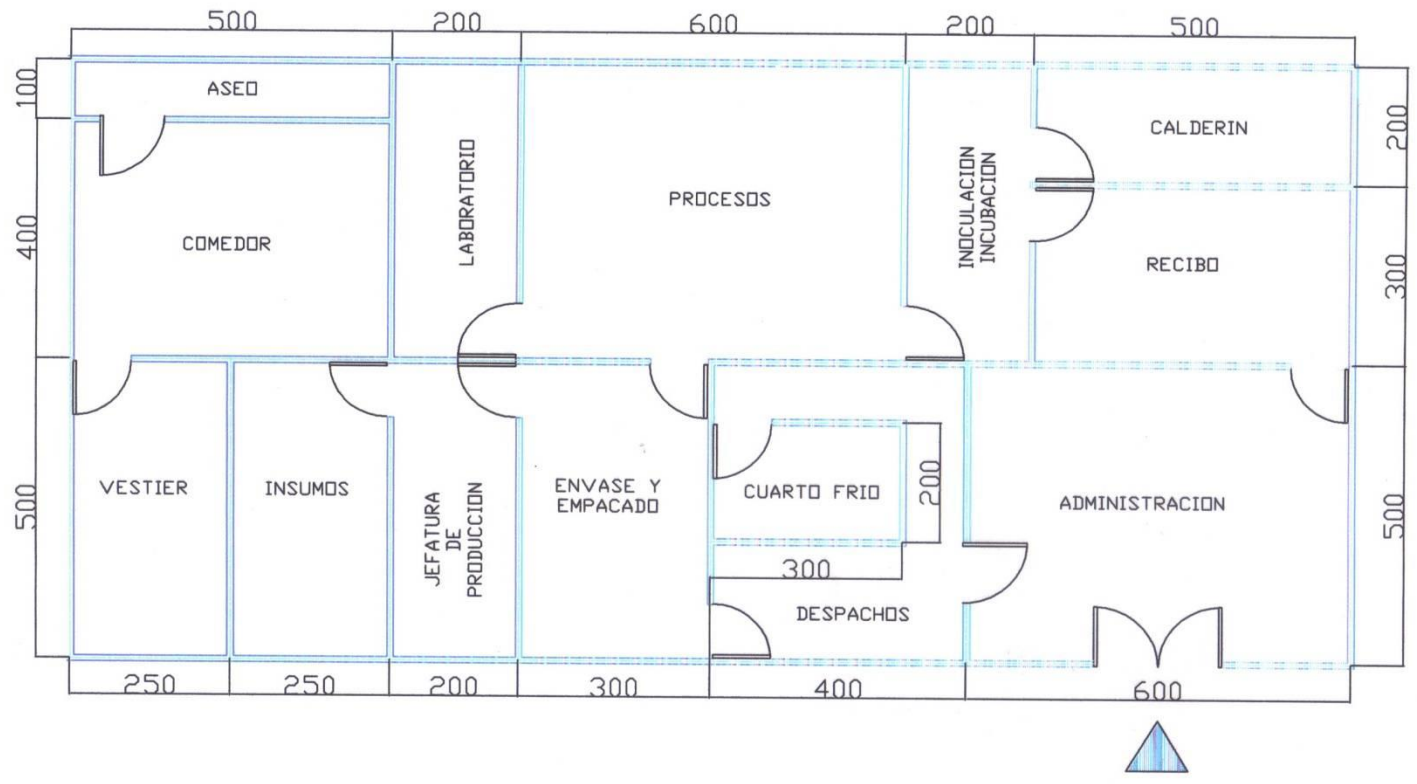 500 200 600 200 500
100
ASEO
CALDERIN
200
LABORATORIO
PROCESOS
INOCULACION
INCUBACION
400
COMEDOR
RECIBO
300
500
VESTIER
INSUMOS
JEFATURA
DE
PRODUCCION
ENVASE Y
EMPACADO
CUARTO FRIO
200
ADMINISTRACION
500
300
DESPACHOS
250 250 200 300 400 600